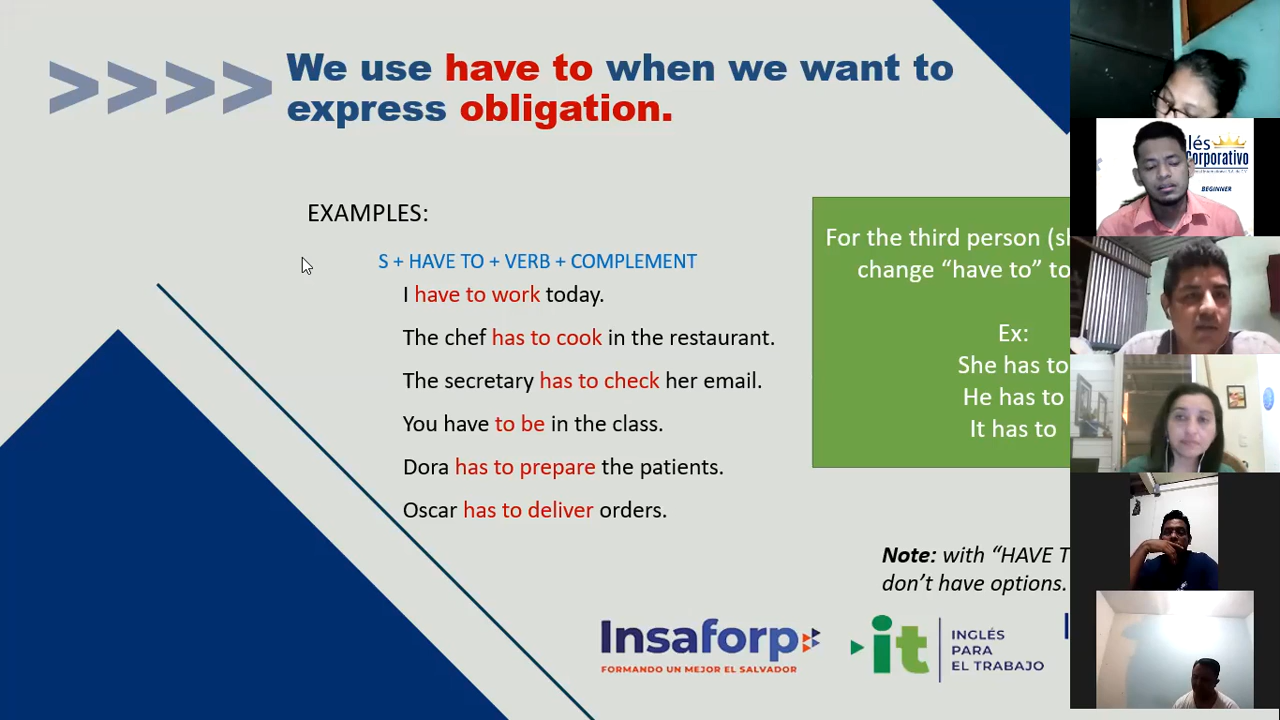 We use have to when we want to
express obligation.
EXAMPLES:
S + HAVE TO + VERB + COMPLEMENT
I have to work today.
The chef has to cook in the restaurant.
The secretary has to check her email.
You have to be in the class.
Dora has to prepare the patients.
Oscar has to deliver orders.
For the third person
change “have to” to
Ex:
She has to
He has to
It has to
Note: with “HAVE
don’t have options.
Insaforp
FORMANDO UN MEJOR EL SALVADOR
it
INGLÉS
PARA
EL TRABAJO
lés
Corporativo
BEGINNER